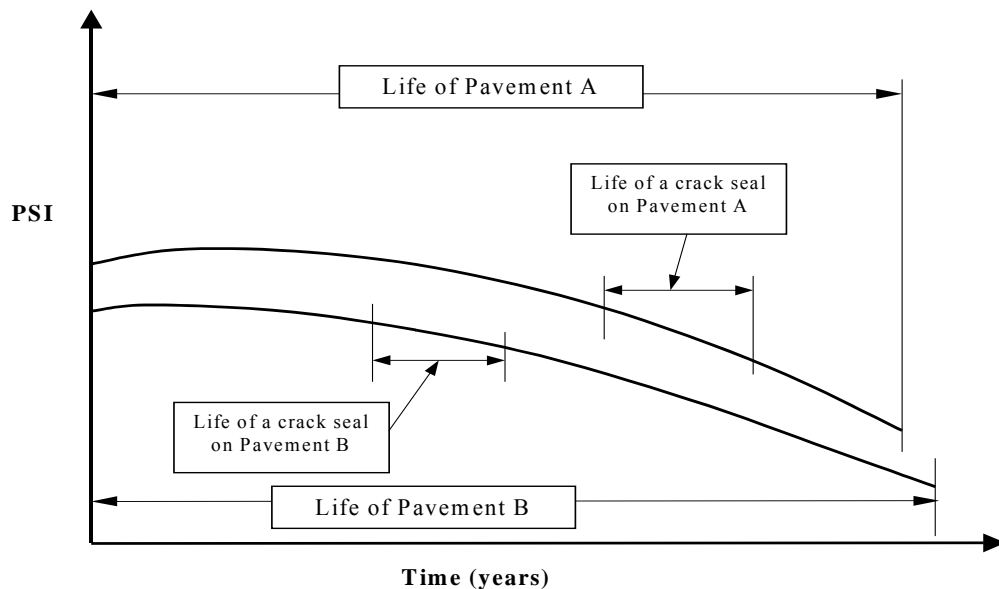 Life of Pavement A
Life of a crack seal
on Pavement A
PSI
Life of a crack seal
on Pavement B
Life of Pavement B
Time (years)